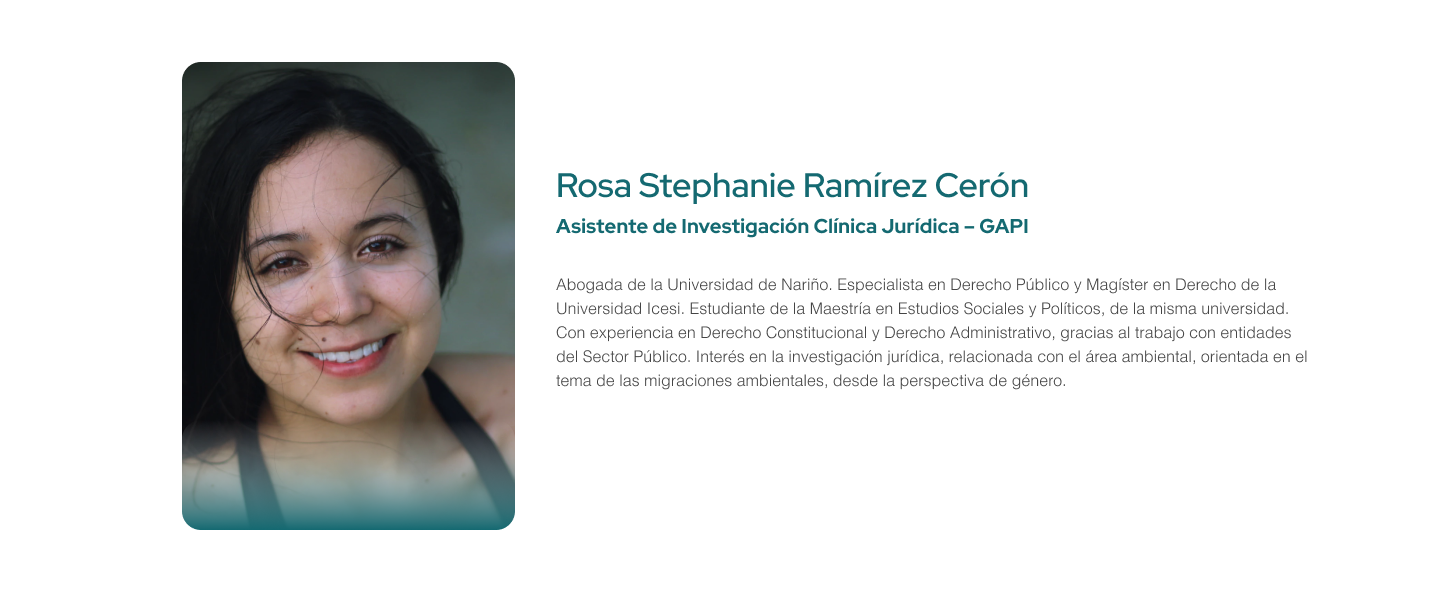 Rosa Stephanie Ramírez Cerón
Asistente de Investigación Clínica Jurídica – GAPI
Abogada de la Universidad de Nariño. Especialista en Derecho Público y Magíster en Derecho de la
Universidad Icesi. Estudiante de la Maestría en Estudios Sociales y Políticos, de la misma universidad.
Con experiencia en Derecho Constitucional y Derecho Administrativo, gracias al trabajo con entidades
del Sector Público. Interés en la investigación jurídica, relacionada con el área ambiental, orientada en el
tema de las migraciones ambientales, desde la perspectiva de género.